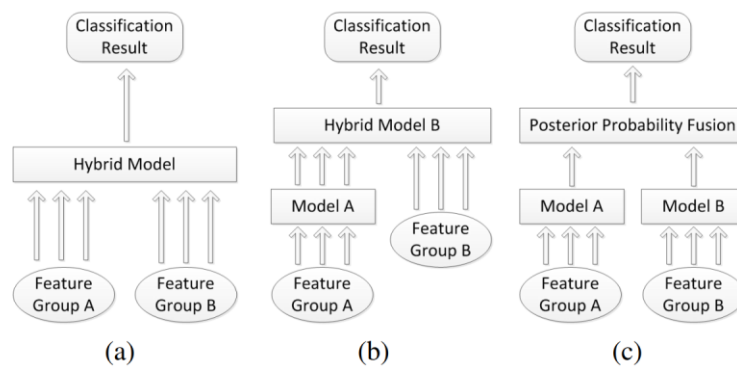 Classification
Result
Hybrid Model
Feature
Group A
Feature
Group B
(a)
Classification
Result
Hybrid Model B
Model A
Feature
Group B
Feature
Group A
(b)
Classification
Result
Posterior Probability Fusion
Model A
Model B
Feature
Group A
Feature
Group B
(c)